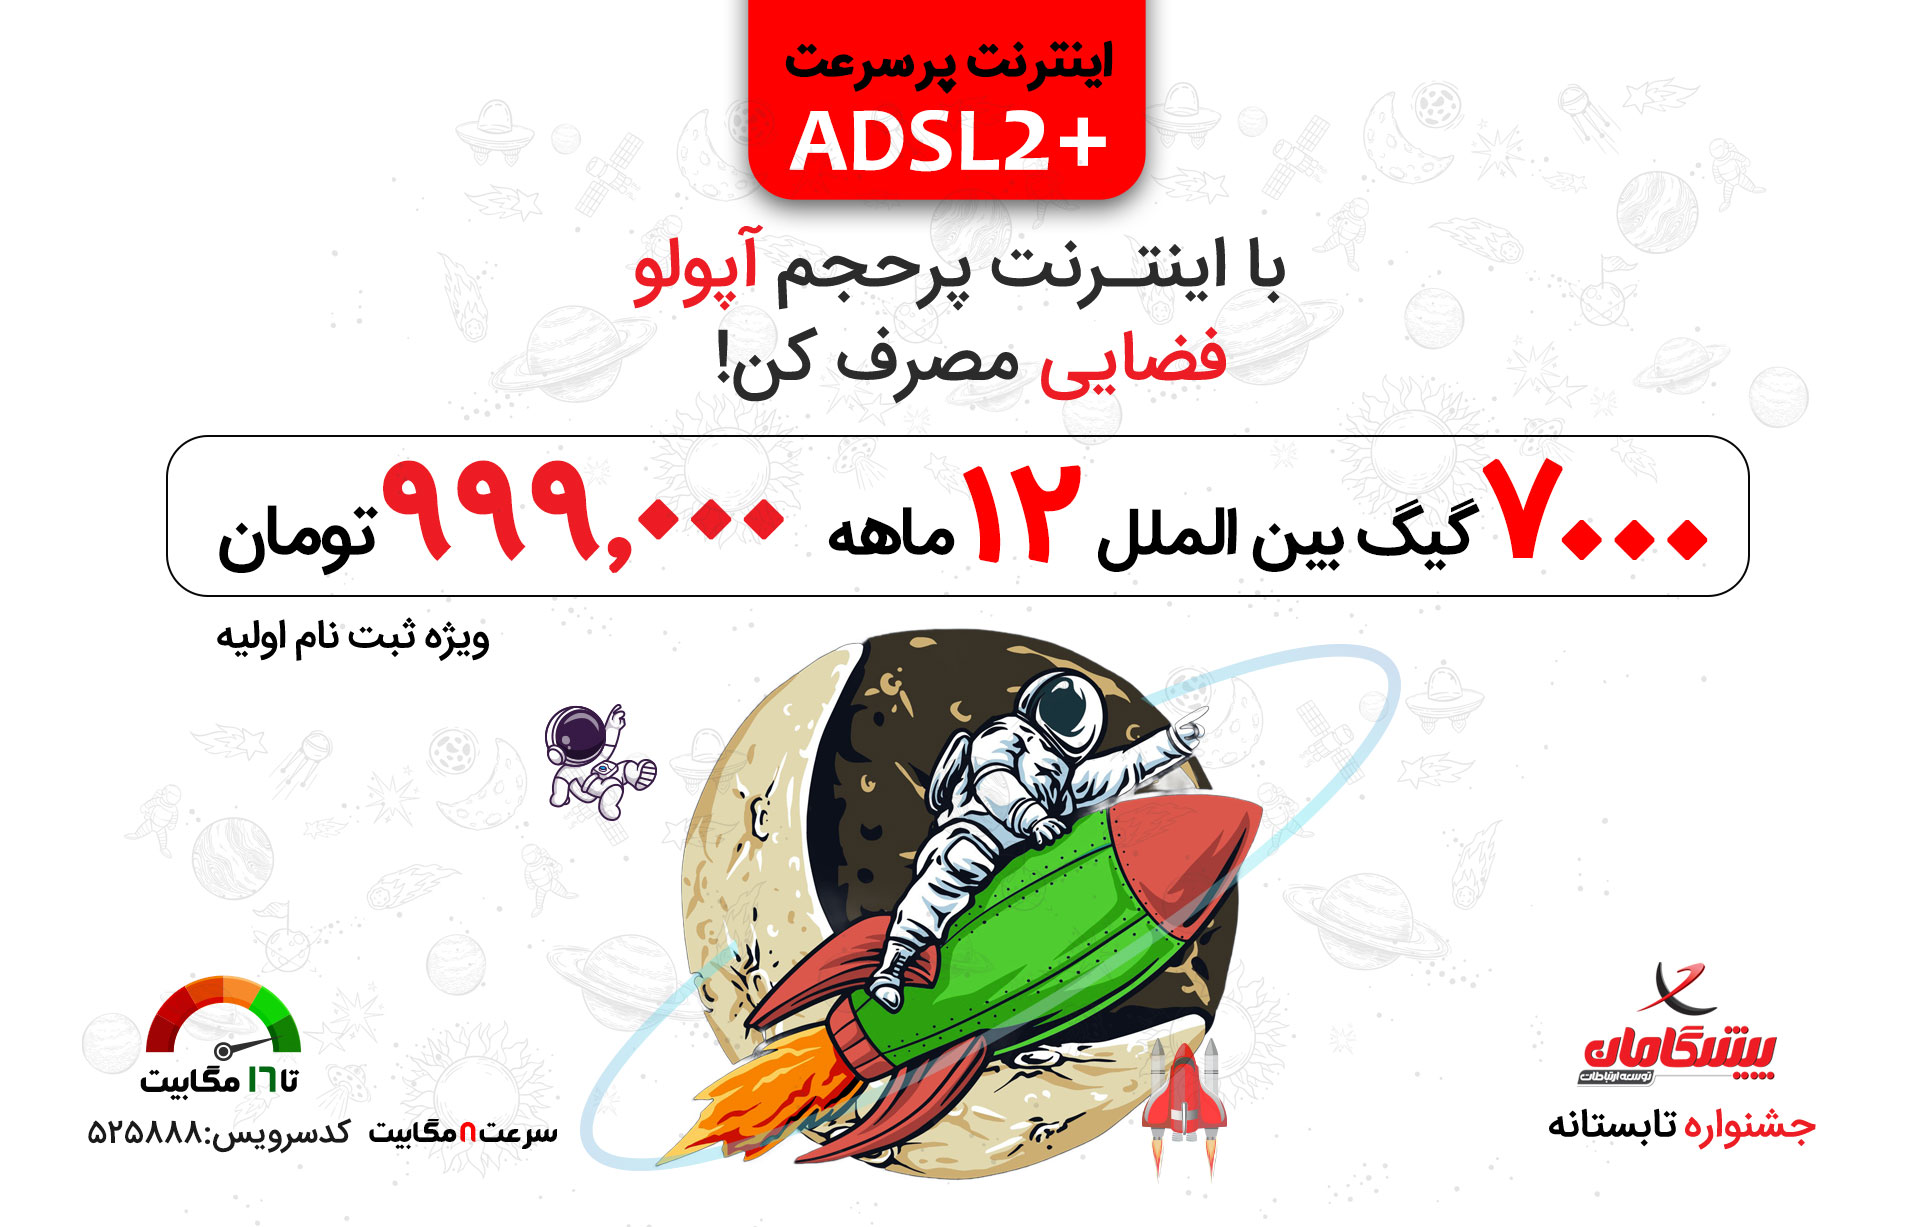 اینترنت پرسرعت
ADSL2+
با اینترنت پرحجم آپولو
فضایی مصرف کن!
۷۰۰۰ گیگ بین الملل ۱۲ ماهه ۹۹۹,۰۰۰ تومان
ویژه ثبت نام اولیه
تا ۱۶ مگابیت
سرعت ۸ مگابیت کدسرویس:۵۲۵۸۸۸
پیشگامان
توسعه ارتباطات
جشنواره تابستانه